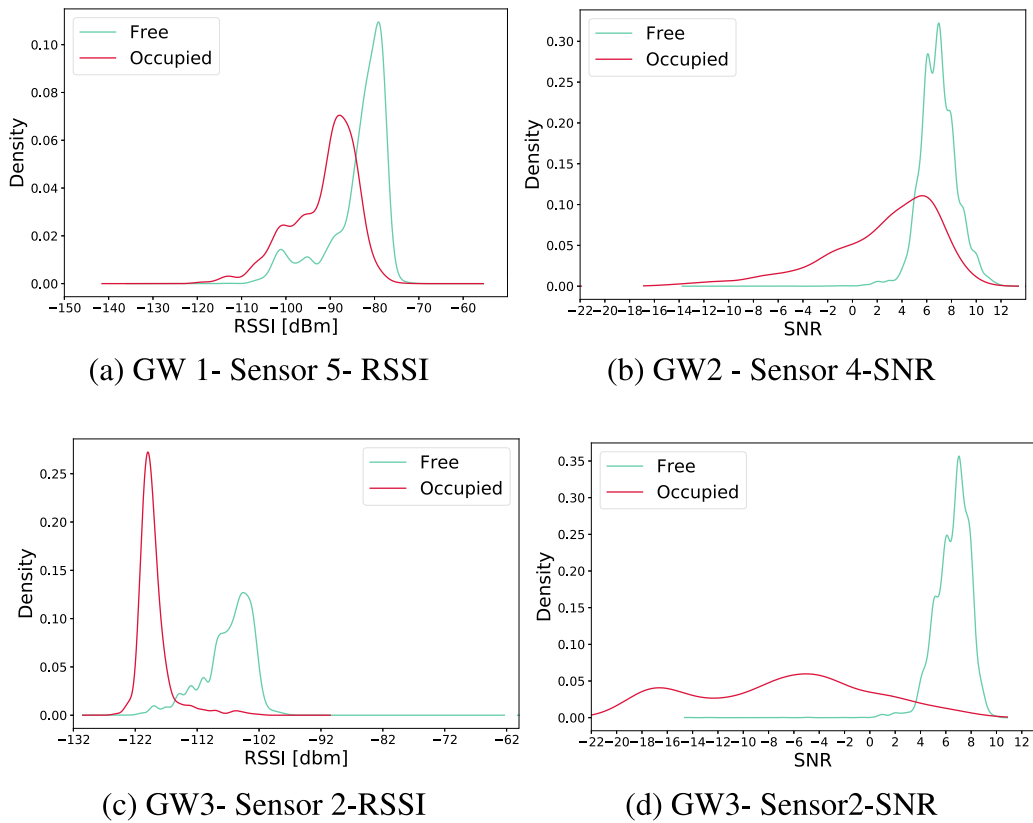 Free
Occupied
0.10
0.08
0.06
0.04
0.02
0.00
Density
−150 −140 −130 −120 −110 −100 −90 −80 −70 −60
RSSI [dBm]
(a) GW 1- Sensor 5- RSSI
Free
Occupied
0.30
0.25
0.20
0.15
0.10
0.05
0.00
Density
−22−20−18−16−14−12−10 −8 −6 −4 −2 0 2 4 6 8 10 12
SNR
(b) GW2 - Sensor 4-SNR
Free
Occupied
0.25
0.20
0.15
0.10
0.05
0.00
Density
−132 −122 −112 −102 −92 −82 −72 −62
RSSI [dbm]
(c) GW3- Sensor 2-RSSI
Free
Occupied
0.35
0.30
0.25
0.20
0.15
0.10
0.05
0.00
Density
−22−20−18−16−14−12−10 −8 −6 −4 −2 0 2 4 6 8 10 12
SNR
(d) GW3- Sensor2-SNR